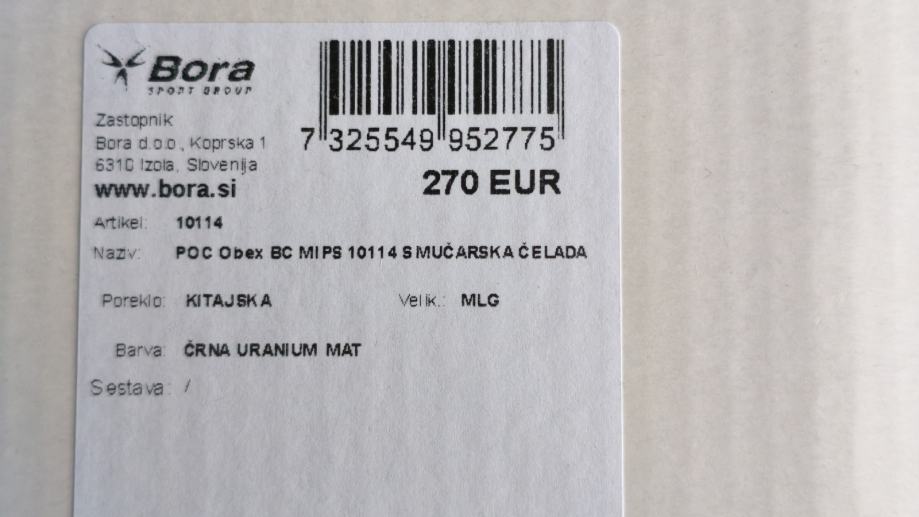 Bora
SPORT GROUP
Zastopnik
Bora d.o.o., Koprska 1
6310 Izola, Slovenija
www.bora.si
7 325549 952775
270 EUR
Artikel: 10114
Naziv: POC Obex BC MIPS 10114 SMUČARSKA ČELADA
Poreklo: KITAJSKA Velik.: MLG
Barva: ČRNA URANIUM MAT
Sestava: /